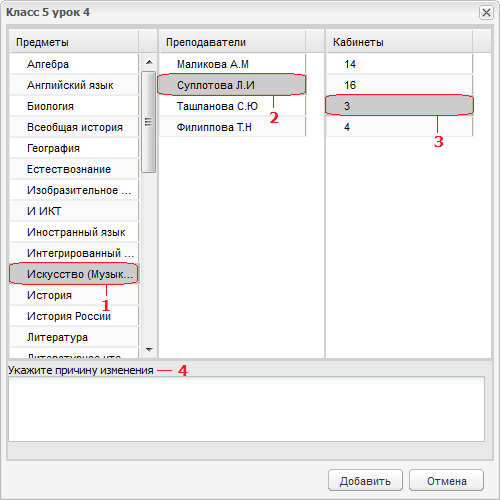 Класс 5 урок 4
Предметы Преподаватели Кабинеты
Алгебра Маликова А.М 14
Английский язык Суплотова Л.И 16
Биология Ташланова С.Ю 3
Всеобщая история Филиппова Т.Н 4
2
3
География
Естествознание
Изобразительное ...
И ИКТ
Иностранный язык
Интегрированный ...
Искусство (Музык...
1
История
История России
Литература
Укажите причину изменения 4
Добавить Отмена